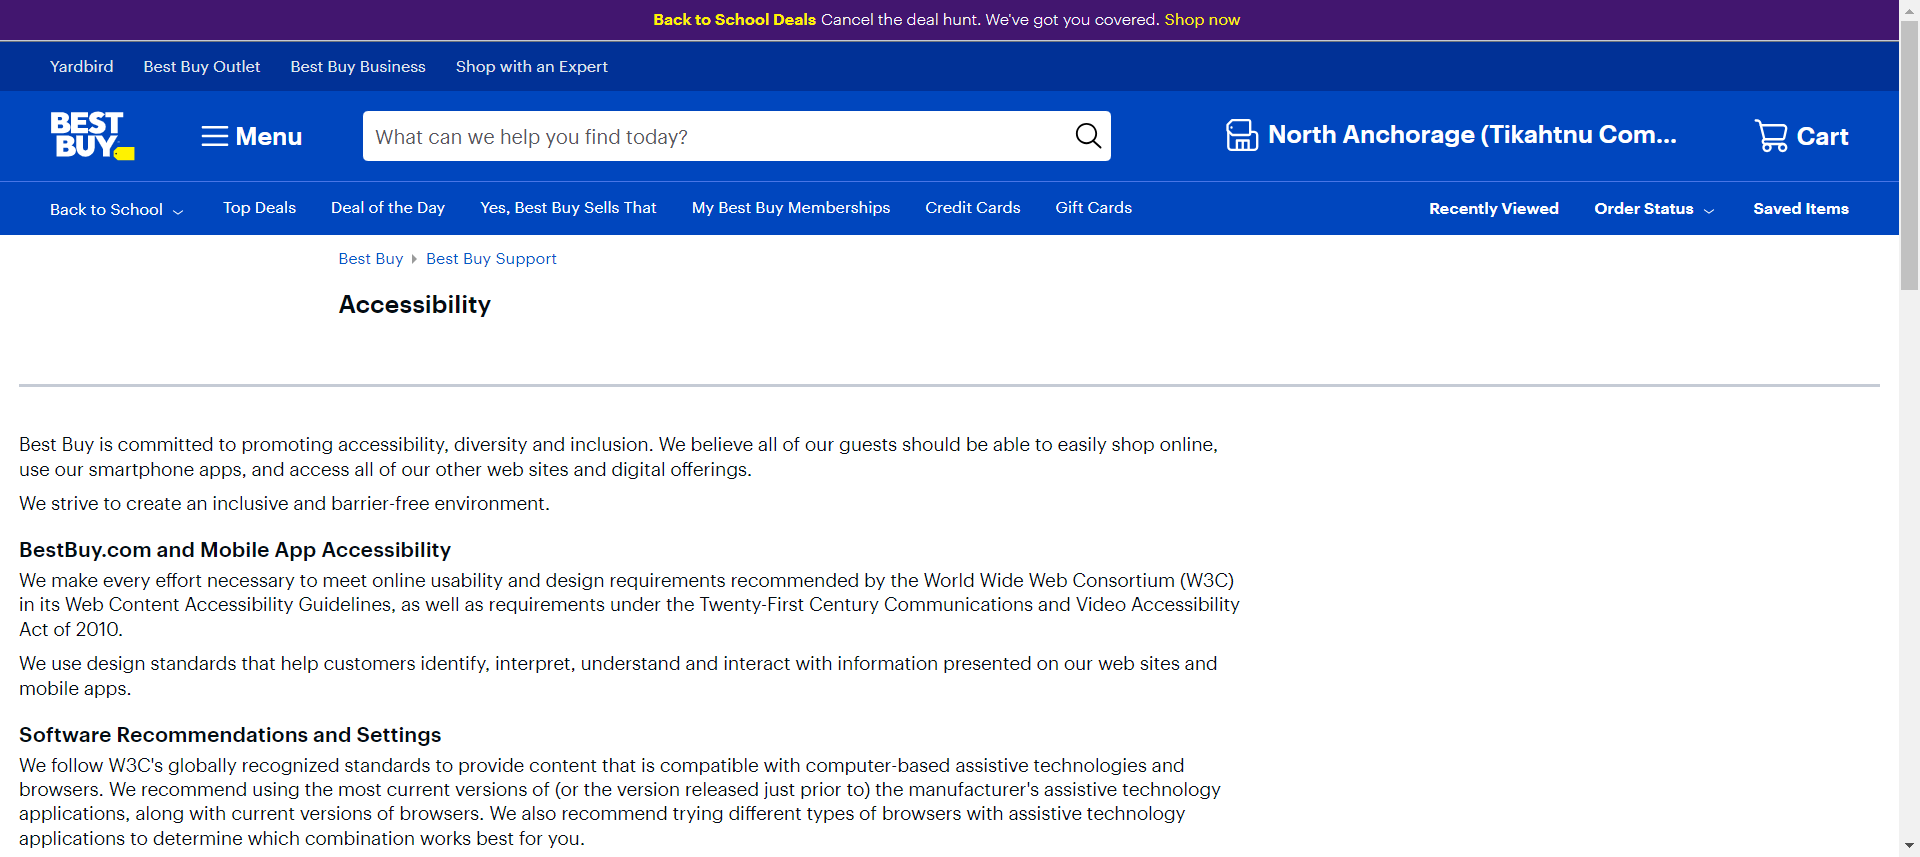 Back to School Deals Cancel the deal hunt. We've got you covered. Shop now
Yardbird Best Buy Outlet Best Buy Business Shop with an Expert
BEST
BUY
Menu
What can we help you find today?
North Anchorage (Tikahtnu Com...
Cart
Back to School Top Deals Deal of the Day Yes, Best Buy Sells That My Best Buy Memberships Credit Cards Gift Cards Recently Viewed Order Status Saved Items
Best Buy Best Buy Support
Accessibility
Best Buy is committed to promoting accessibility, diversity and inclusion. We believe all of our guests should be able to easily shop online,
use our smartphone apps, and access all of our other web sites and digital offerings.
We strive to create an inclusive and barrier-free environment.
BestBuy.com and Mobile App Accessibility
We make every effort necessary to meet online usability and design requirements recommended by the World Wide Web Consortium (W3C)
in its Web Content Accessibility Guidelines, as well as requirements under the Twenty-First Century Communications and Video Accessibility
Act of 2010.
We use design standards that help customers identify, interpret, understand and interact with information presented on our web sites and
mobile apps.
Software Recommendations and Settings
We follow W3C's globally recognized standards to provide content that is compatible with computer-based assistive technologies and
browsers. We recommend using the most current versions of (or the version released just prior to) the manufacturer's assistive technology
applications, along with current versions of browsers. We also recommend trying different types of browsers with assistive technology
applications to determine which combination works best for you.